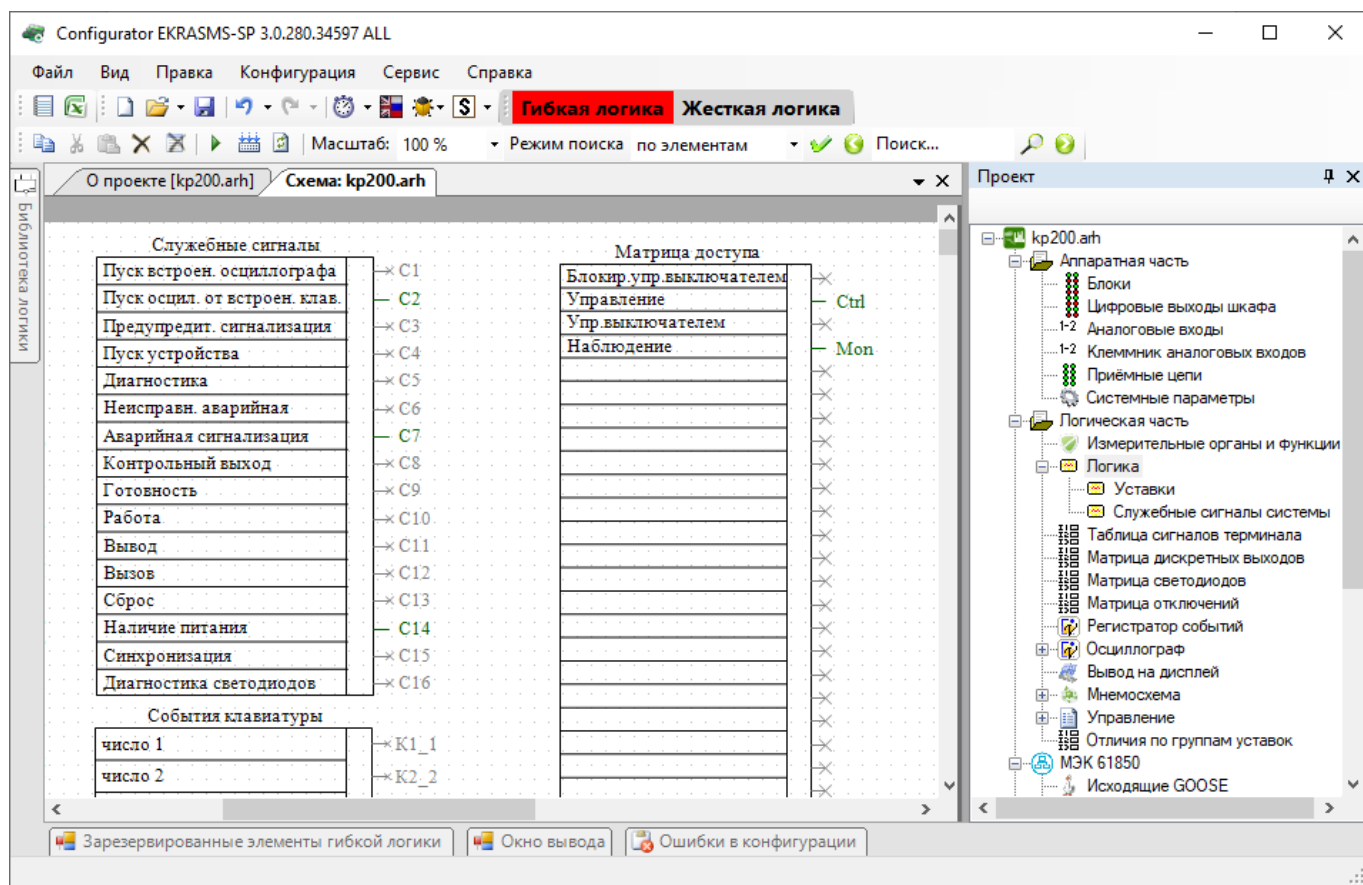 Configurator EKRASMS-SP 3.0.280.34597 ALL
Файл Вид Правка Конфигурация Сервис Справка
Гибкая логика Жесткая логика
Масштаб: 100 % Режим поиска по элементам Поиск...
Библиотека логики
О проекте [kp200.arh] Схема: kp200.arh
Служебные сигналы
Пуск встроен. осциллографа C1
Пуск осцил. от встроен. клав. C2
Предупредит. сигнализация C3
Пуск устройства C4
Диагностика C5
Неисправн. аварийная C6
Аварийная сигнализация C7
Контрольный выход C8
Готовность C9
Работа C10
Вывод C11
Вызов C12
Сброс C13
Наличие питания C14
Синхронизация C15
Диагностика светодиодов C16
События клавиатуры
число 1 K1_1
число 2 K2_2
Матрица доступа
Блокир.упр.выключателем
Управление Ctrl
Упр.выключателем
Наблюдение Mon
Проект
kp200.arh
Аппаратная часть
Блоки
Цифровые выходы шкафа
1-2 Аналоговые входы
1-2 Клеммник аналоговых входов
Приёмные цепи
Системные параметры
Логическая часть
Измерительные органы и функции
Логика
Уставки
Служебные сигналы системы
Таблица сигналов терминала
Матрица дискретных выходов
Матрица светодиодов
Матрица отключений
Регистратор событий
Осциллограф
Вывод на дисплей
Мнемосхема
Управление
Отличия по группам уставок
МЭК 61850
Исходящие GOOSE
Зарезервированные элементы гибкой логики Окно вывода Ошибки в конфигурации